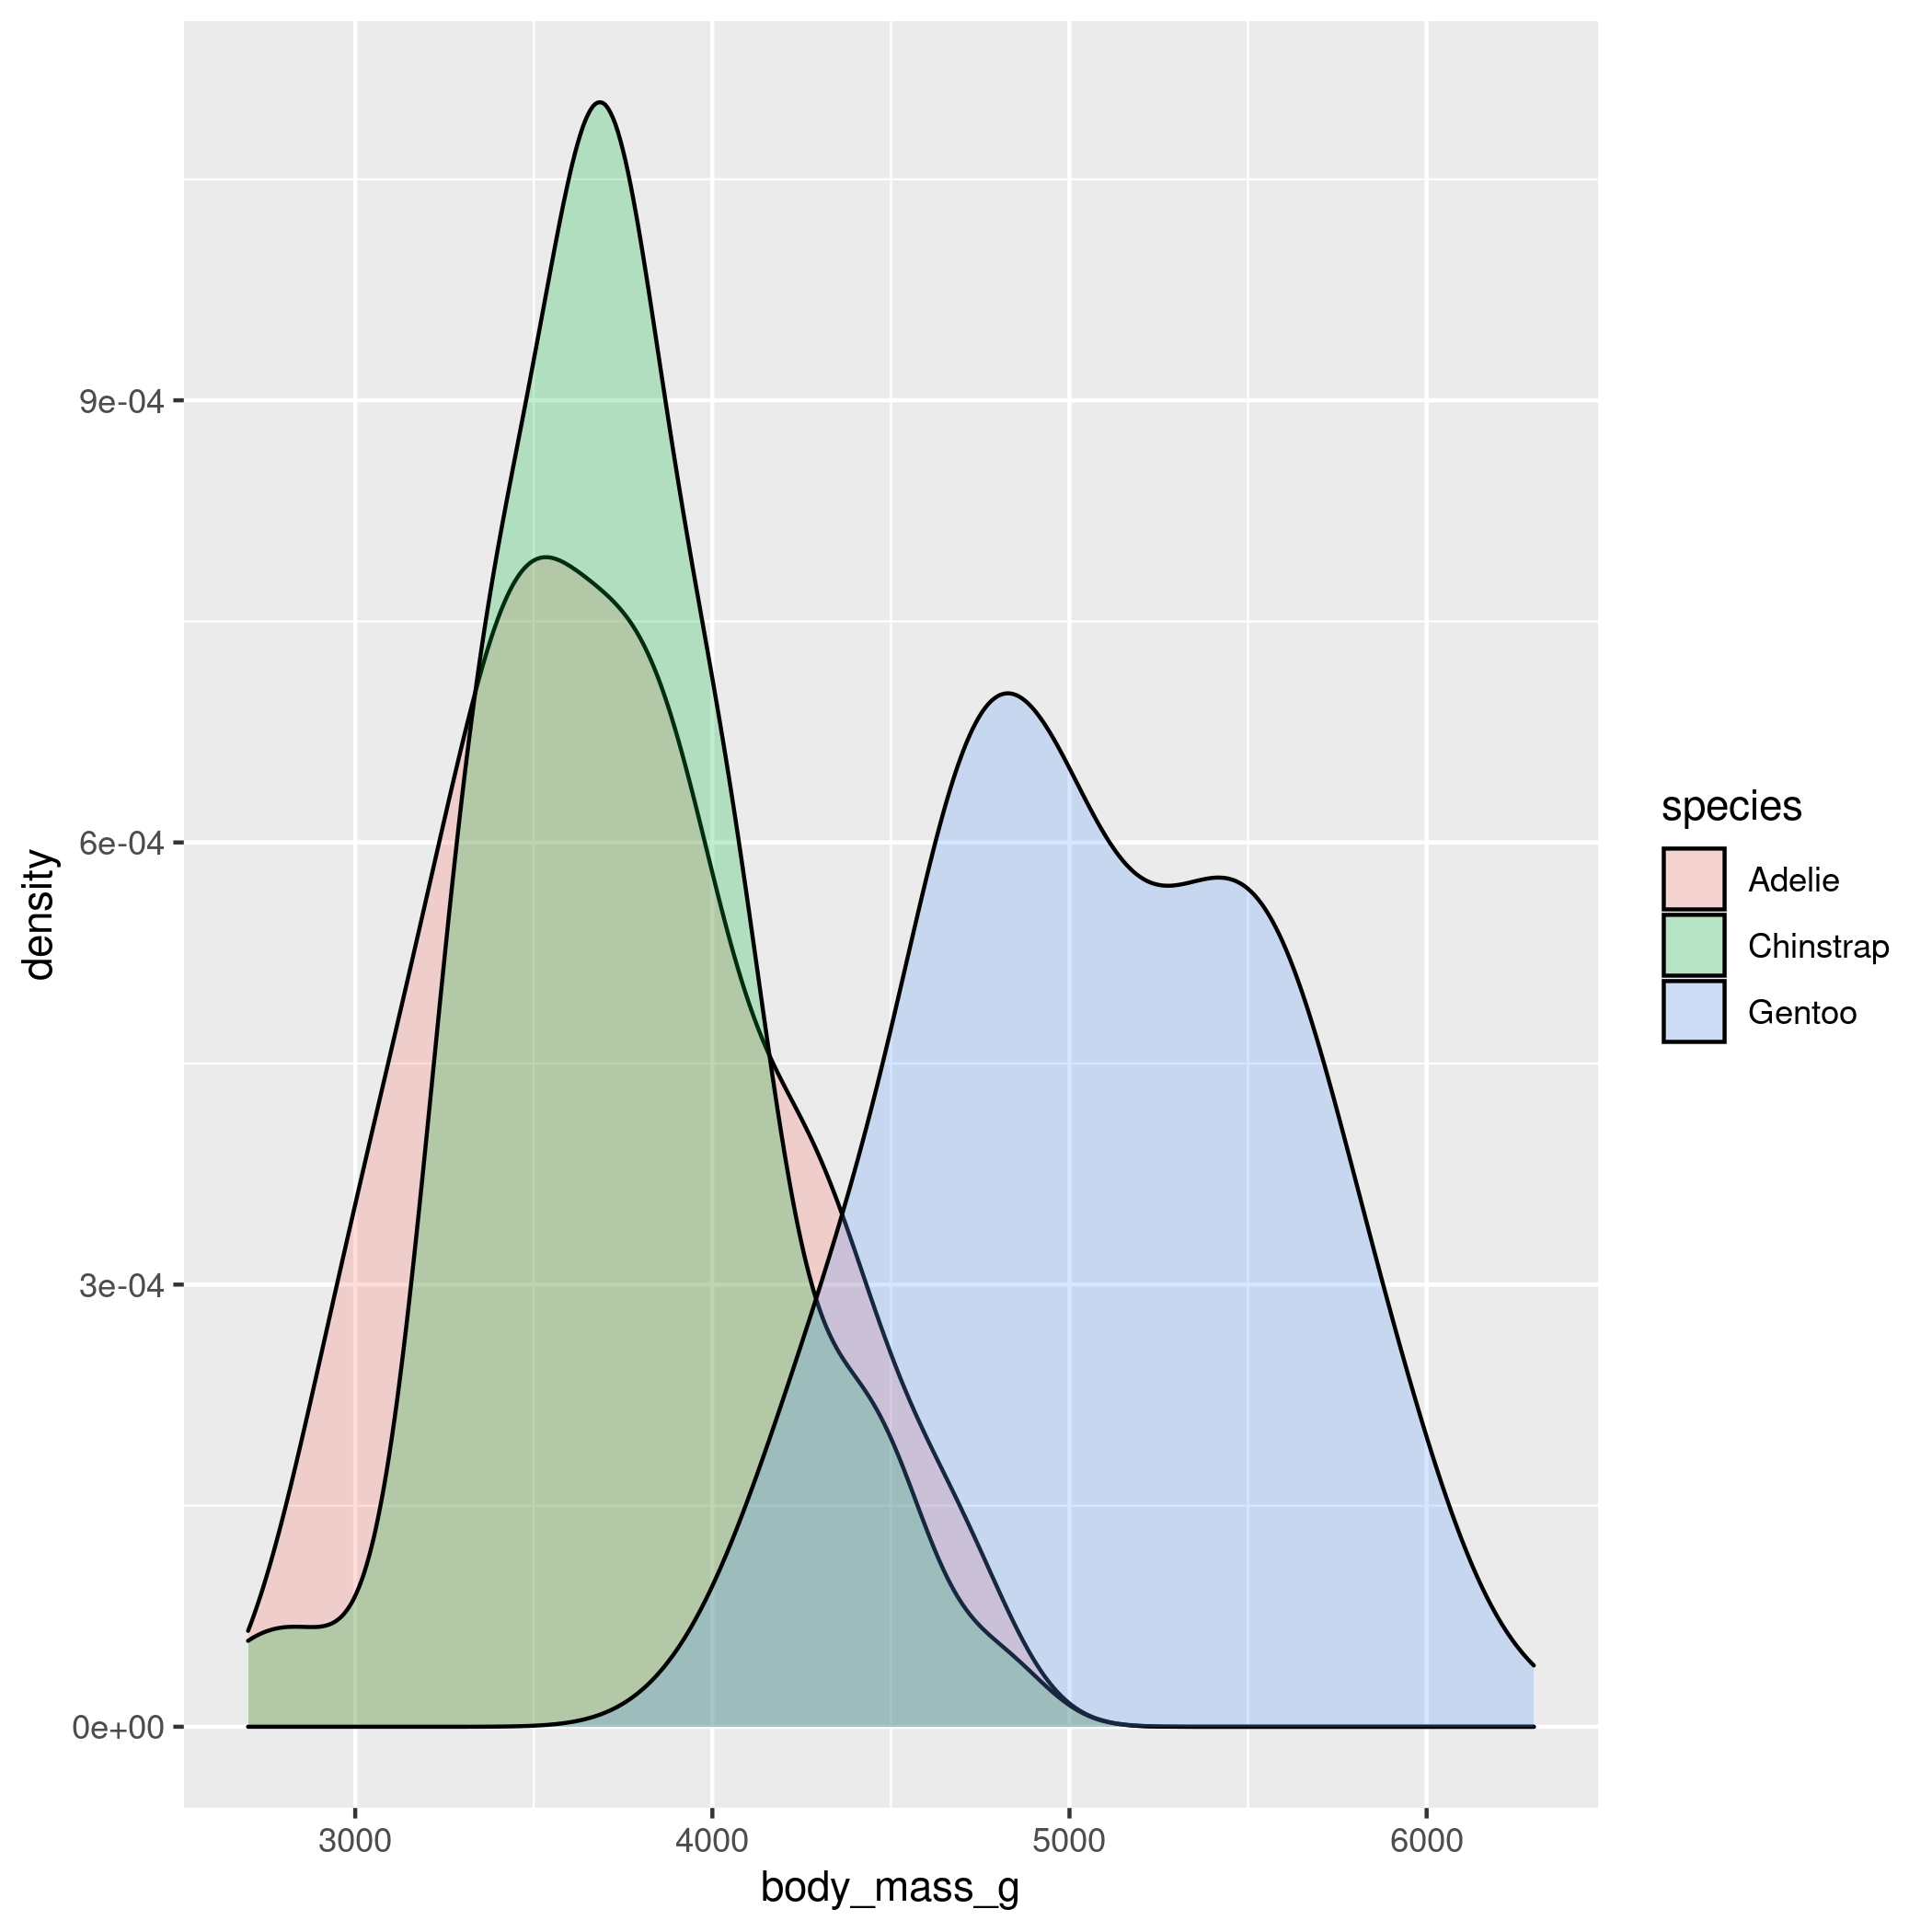 9e-04
6e-04
3e-04
0e+00
density
3000 4000 5000 6000
body_mass_g
species
Adelie
Chinstrap
Gentoo